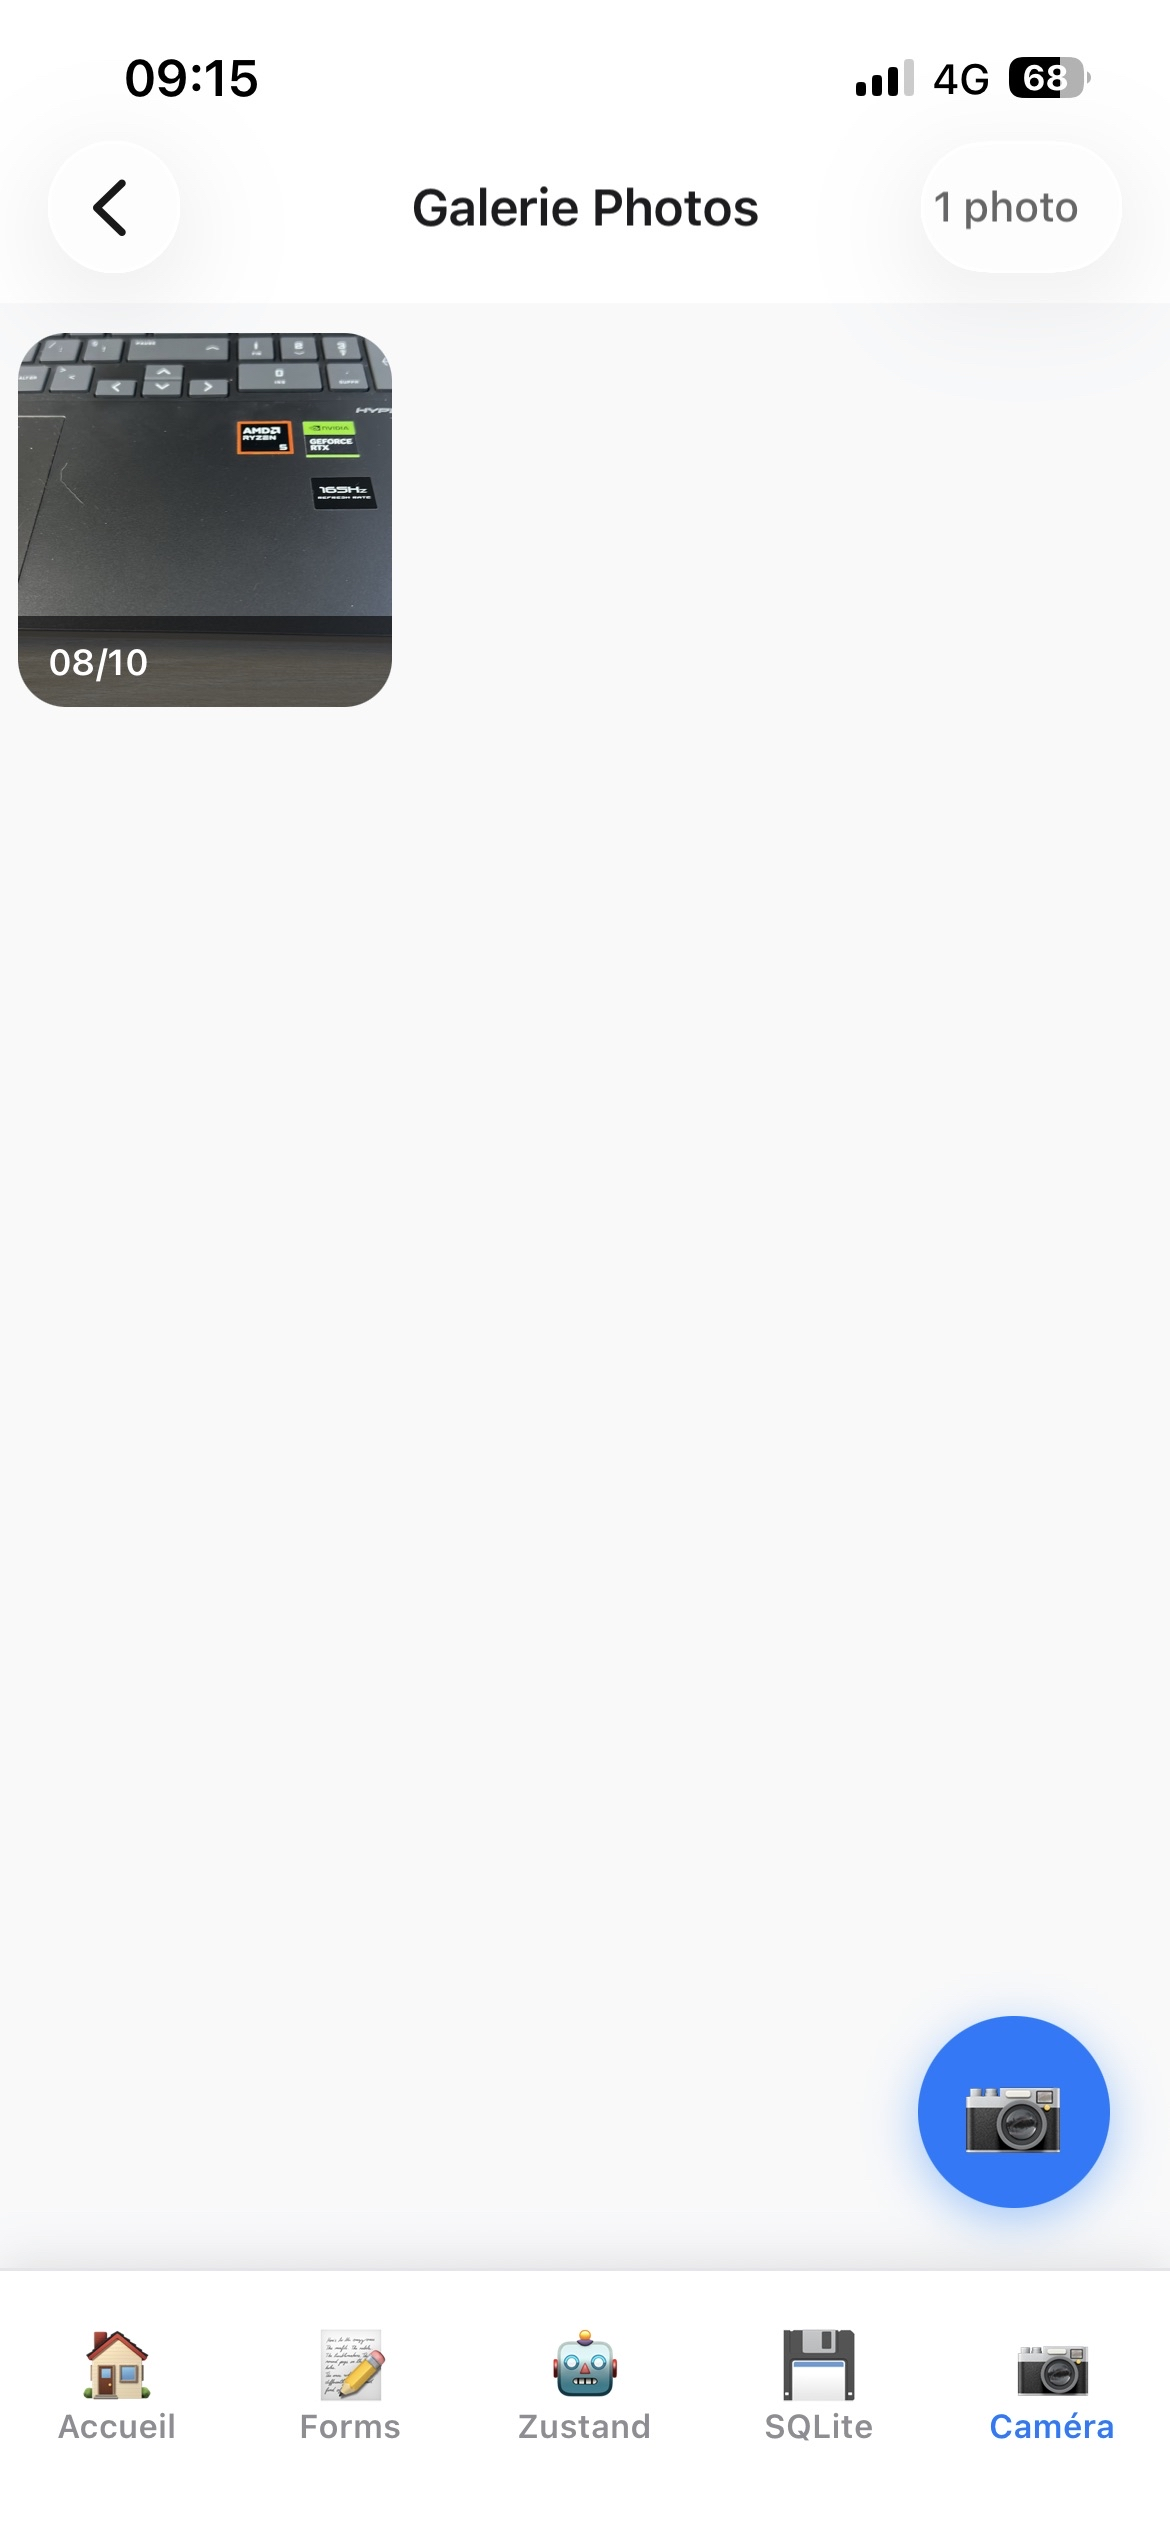 09:15
4G
68
Galerie Photos
1 photo
AMD
RYZEN
5
NVIDIA
GEFORCE
RTX
165Hz
REFRESH RATE
08/10
Accueil
Forms
Zustand
SQLite
Caméra